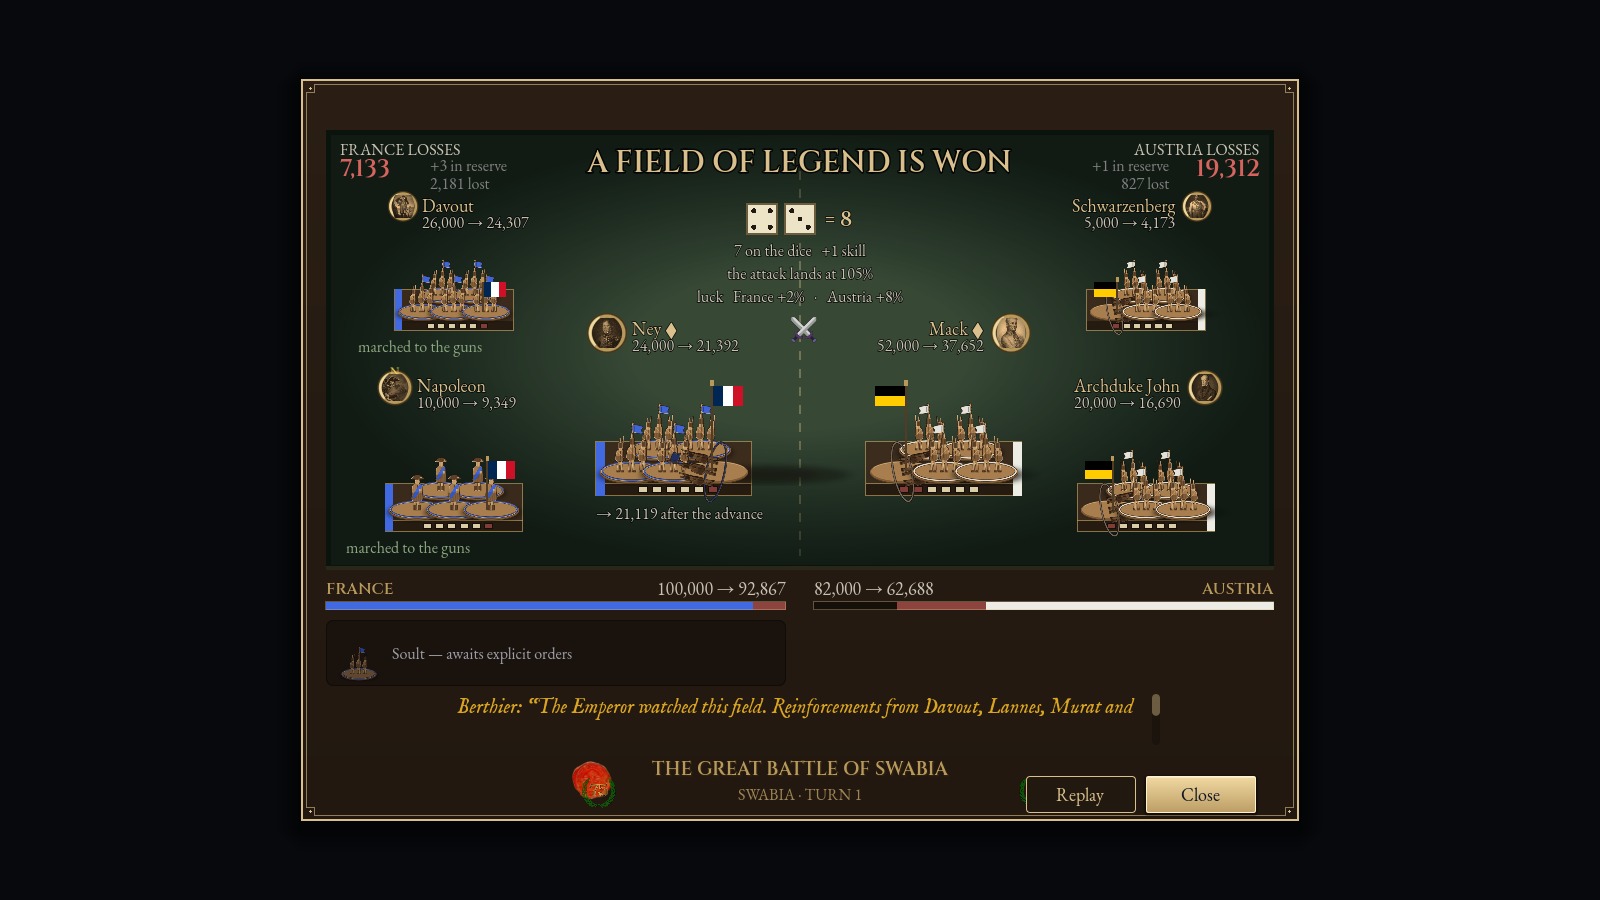 FRANCE LOSSES
7,133
+3 in reserve
2,181 lost
A FIELD OF LEGEND IS WON
AUSTRIA LOSSES
+1 in reserve
19,312
827 lost
Davout
26,000 → 24,307
= 8
Schwarzenberg
5,000 → 4,173
7 on the dice +1 skill
the attack lands at 105%
luck France +2% · Austria +8%
Ney
24,000 → 21,392
Mack
52,000 → 37,652
marched to the guns
N
Napoleon
10,000 → 9,349
Archduke John
20,000 → 16,690
→ 21,119 after the advance
marched to the guns
FRANCE
100,000 → 92,867
82,000 → 62,688
AUSTRIA
Soult — awaits explicit orders
Berthier: “The Emperor watched this field. Reinforcements from Davout, Lannes, Murat and
THE GREAT BATTLE OF SWABIA
SWABIA · TURN 1
Replay
Close